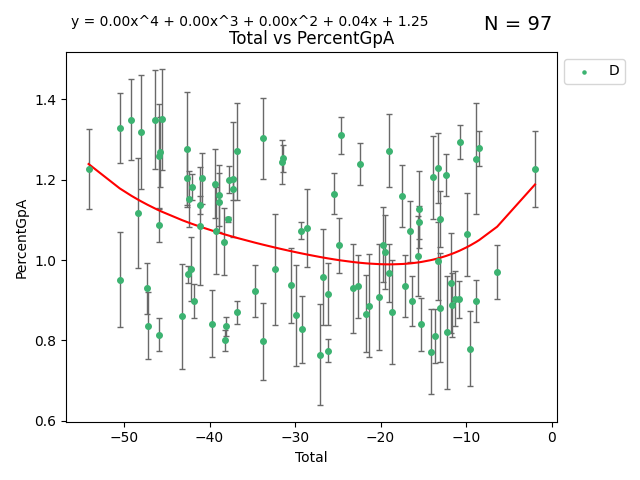 y = 0.00x^4 + 0.00x^3 + 0.00x^2 + 0.04x + 1.25
N = 97
Total vs PercentGpA
D
PercentGpA
1.4
1.2
1.0
0.8
0.6
−50
−40
−30
−20
−10
0
Total